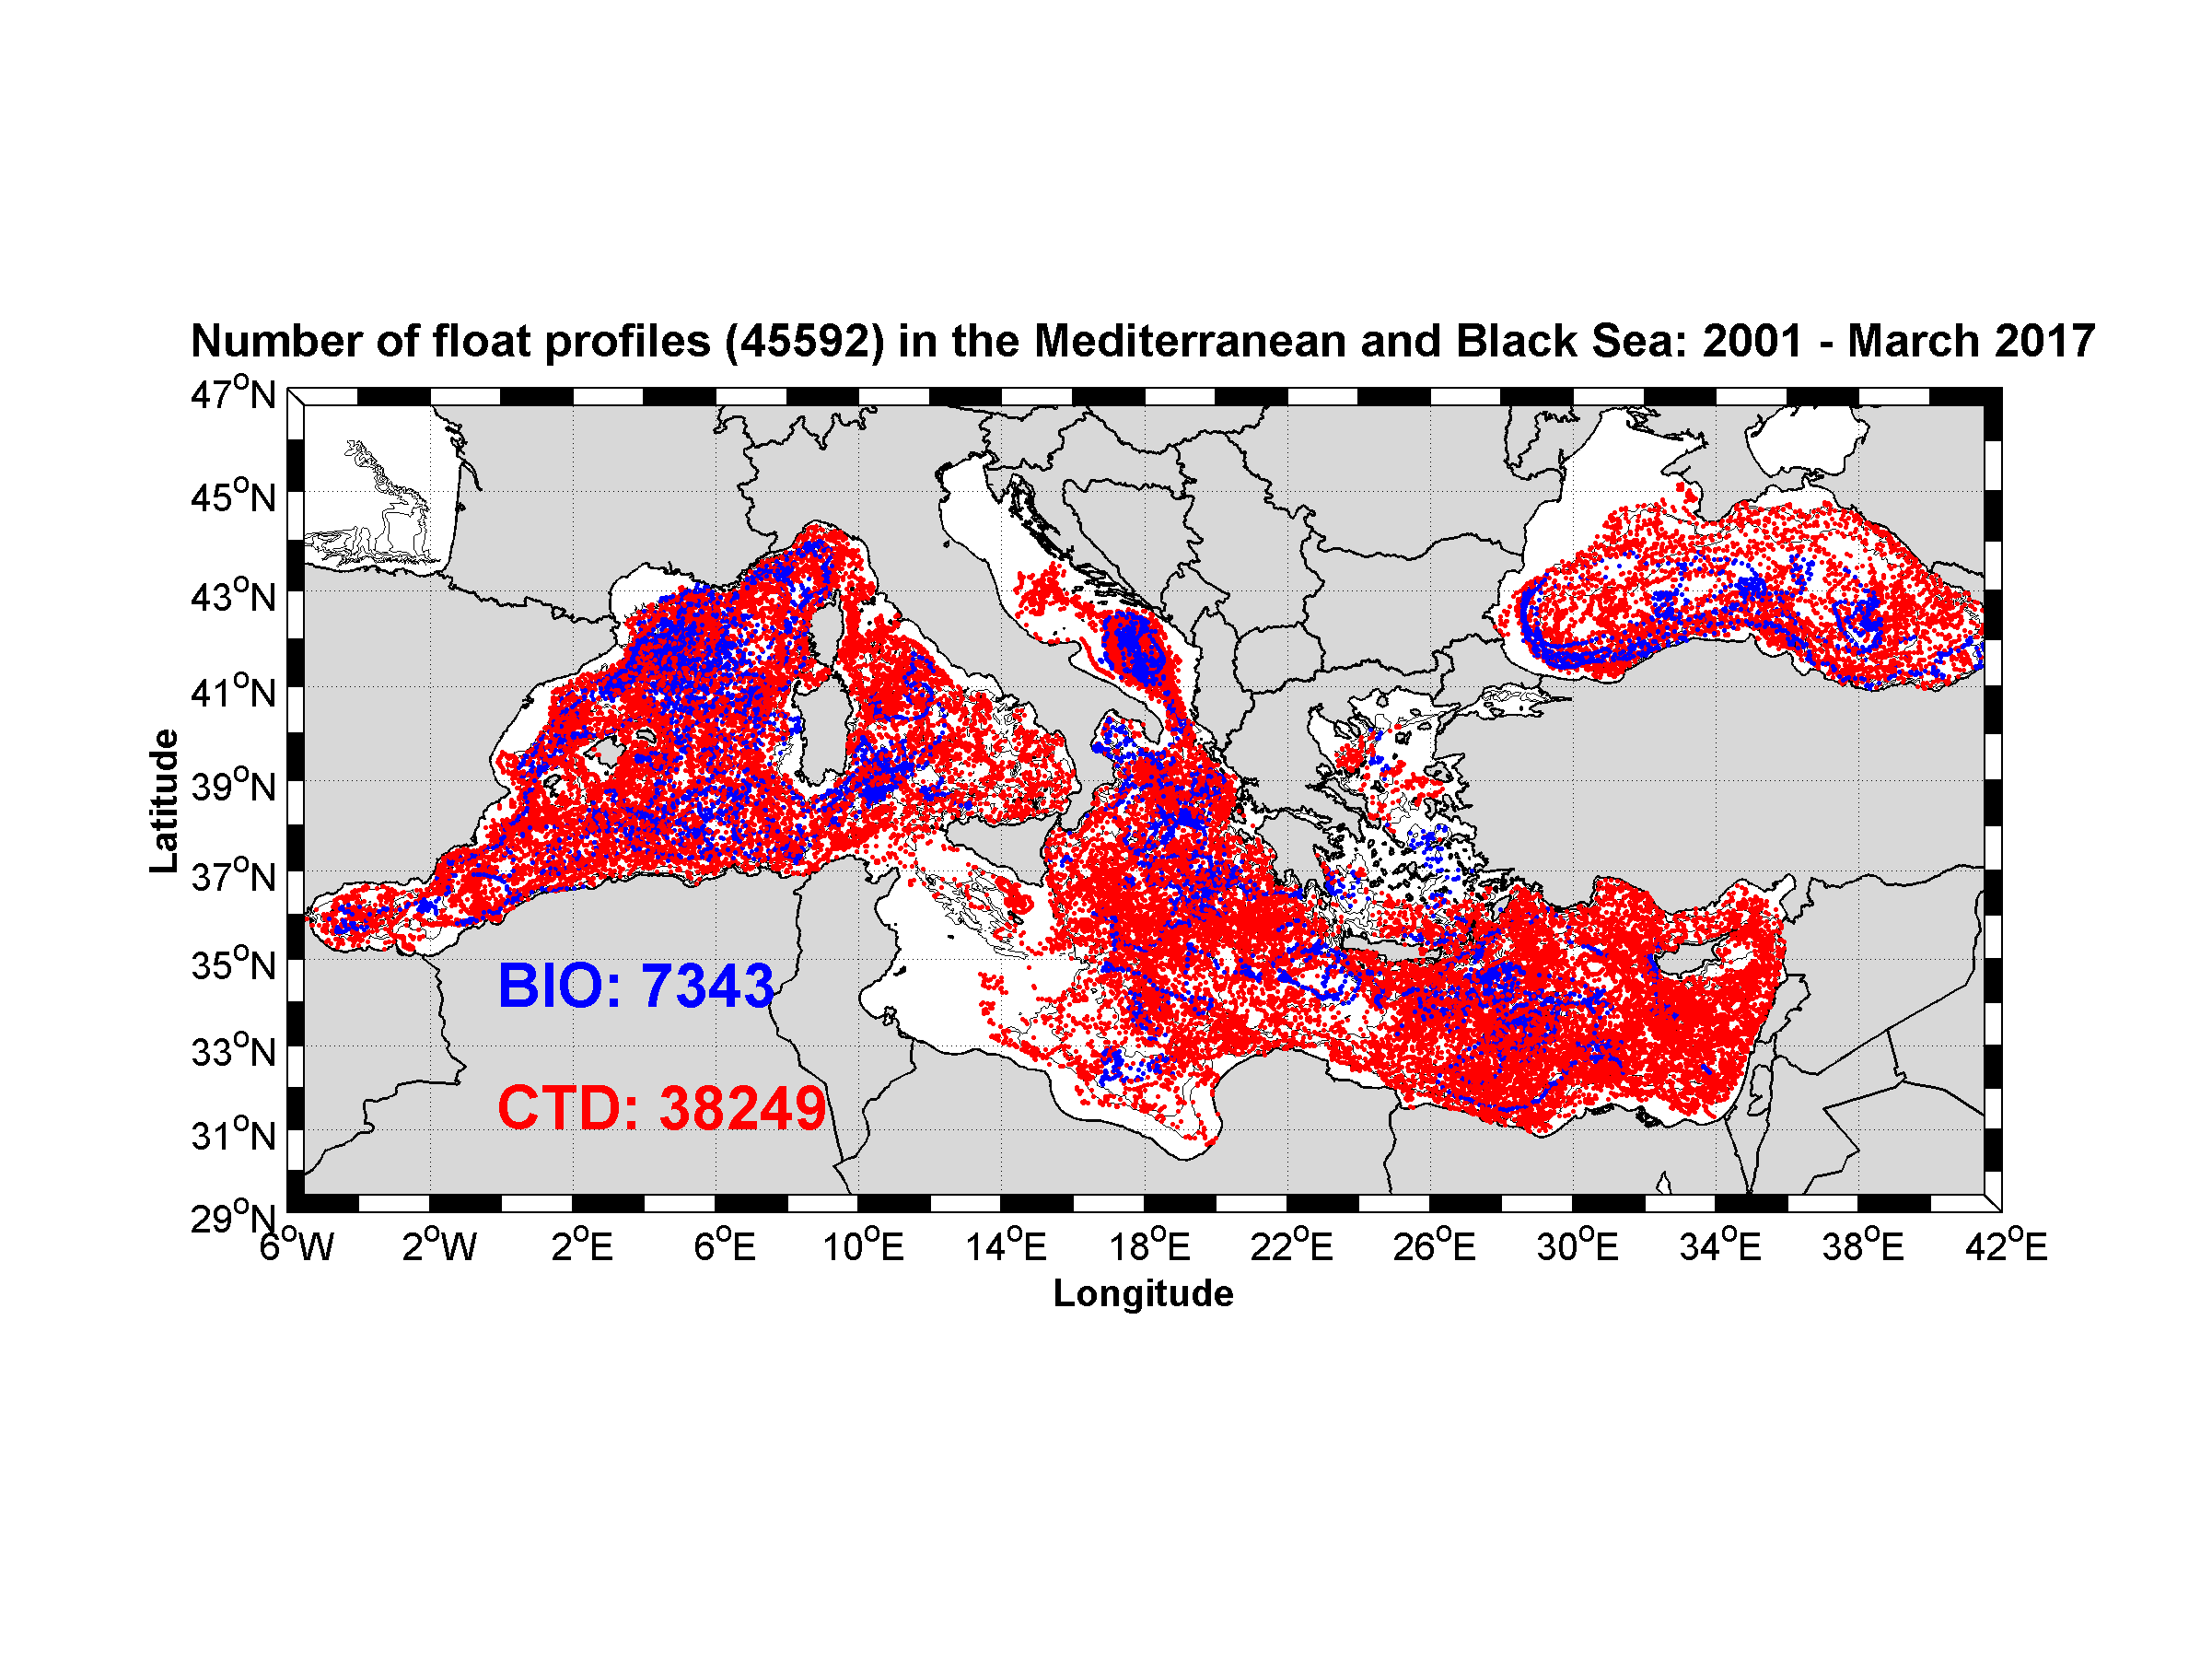 Number of float profiles (45592) in the Mediterranean and Black Sea: 2001 - March 2017
47°N
45°N
43°N
41°N
39°N
37°N
35°N
33°N
31°N
29°N
Latitude
BIO: 7343
CTD: 38249
6°W 2°W 2°E 6°E 10°E 14°E 18°E 22°E 26°E 30°E 34°E 38°E 42°E
Longitude